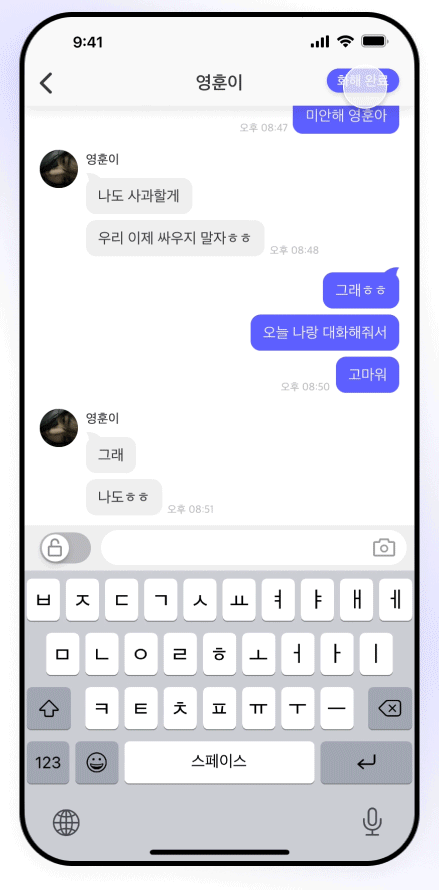 9:41
영훈이
화해 완료
미안해 영훈아
오후 08:47
영훈이
나도 사과할게
우리 이제 싸우지 말자ㅎㅎ
오후 08:48
그래ㅎㅎ
오늘 나랑 대화해줘서
고마워
오후 08:50
영훈이
그래
나도ㅎㅎ
오후 08:51
ㅂ ㅈ ㄷ ㄱ ㅅ ㅛ ㅕ ㅑ ㅐ ㅔ
ㅁ ㄴ ㅇ ㄹ ㅎ ㅗ ㅓ ㅏ ㅣ
ㅋ ㅌ ㅊ ㅍ ㅠ ㅜ ㅡ
123 스페이스